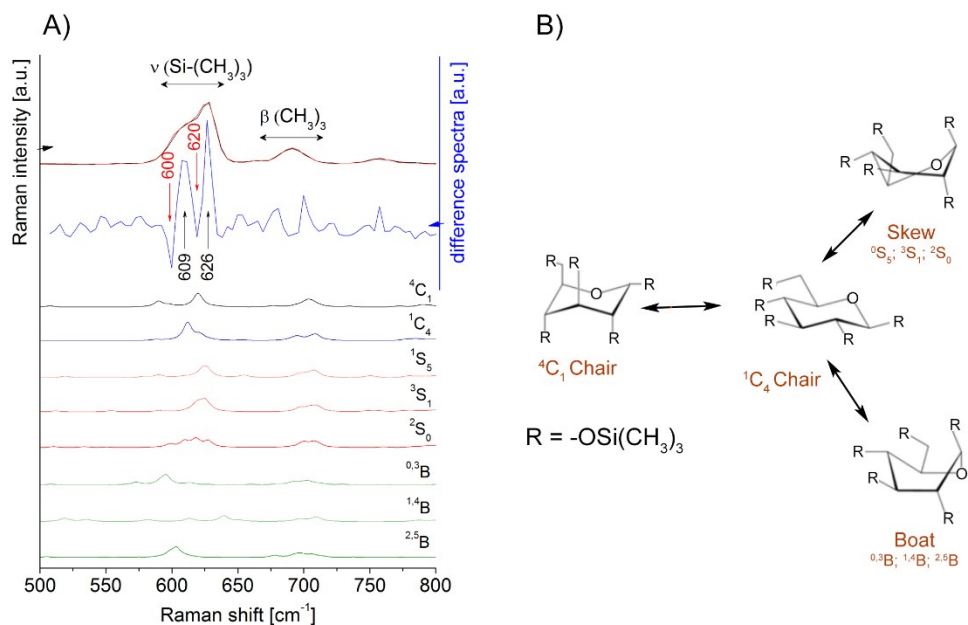 A)
ν (Si-(CH₃)₃)
β (CH₃)₃
600
620
609
626
Raman intensity [a.u.]
difference spectra [a.u.]
⁴C₁
¹C₄
¹S₅
³S₁
²S₀
⁰,³B
¹,⁴B
²,⁵B
500 550 600 650 700 750 800
Raman shift [cm⁻¹]
B)
R
R
R
O
R
R
Skew
⁰S₅; ³S₁; ²S₀
R
R
O
R
R
R
⁴C₁ Chair
R
R
O
R
R
R
¹C₄ Chair
R = -OSi(CH₃)₃
R
R
R
O
R
R
Boat
⁰,³B; ¹,⁴B; ²,⁵B